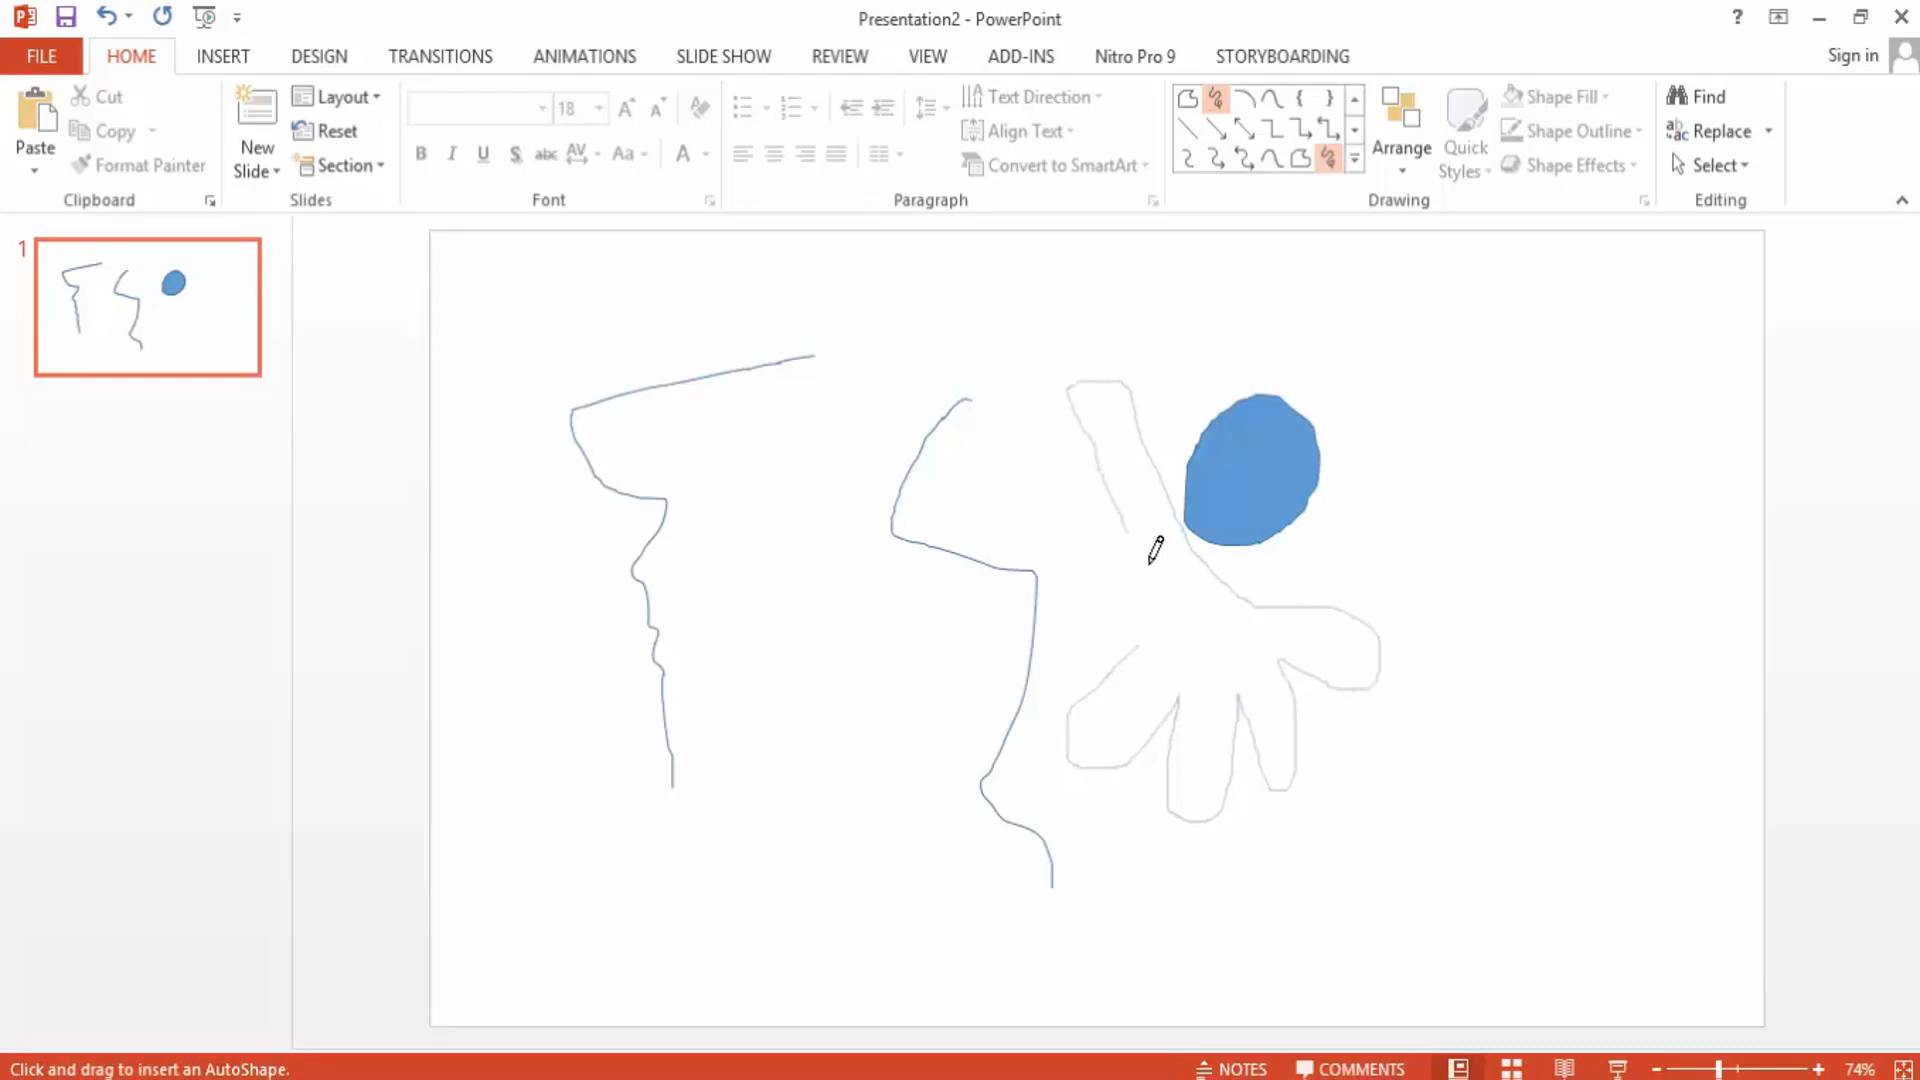 Presentation2 - PowerPoint
?
FILE HOME INSERT DESIGN TRANSITIONS ANIMATIONS SLIDE SHOW REVIEW VIEW ADD-INS Nitro Pro 9 STORYBOARDING Sign in
Cut
Copy
Format Painter
Paste
Clipboard
New
Slide
Layout
Reset
Section
Slides
18
B I U S abc AV Aa A
Font
Text Direction
Align Text
Convert to SmartArt
Paragraph
Arrange
Quick
Styles
Shape Fill
Shape Outline
Shape Effects
Drawing
Find
Replace
Select
Editing
1
Click and drag to insert an AutoShape.
NOTES COMMENTS 74%